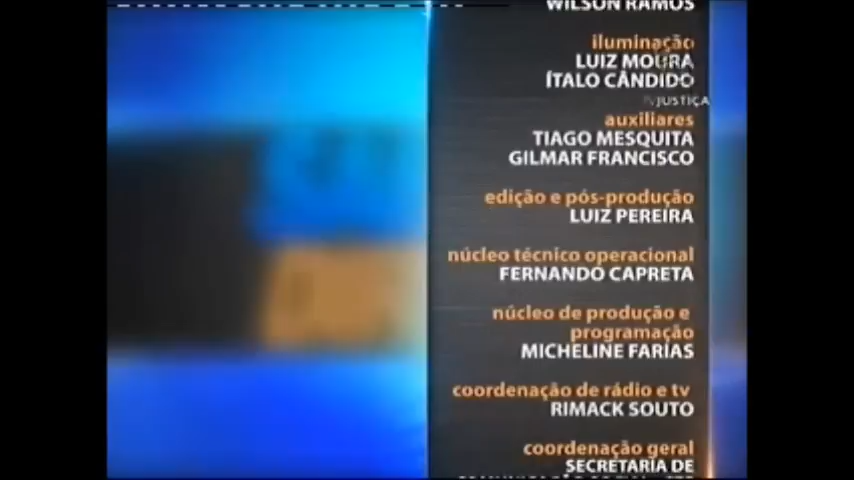 WILSON RAMOS
iluminação
LUIZ MOURA
ÍTALO CÂNDIDO
TV JUSTIÇA
auxiliares
TIAGO MESQUITA
GILMAR FRANCISCO
edição e pós-produção
LUIZ PEREIRA
núcleo técnico operacional
FERNANDO CAPRETA
núcleo de produção e
programação
MICHELINE FARIAS
coordenação de rádio e tv
RIMACK SOUTO
coordenação geral
SECRETARIA DE